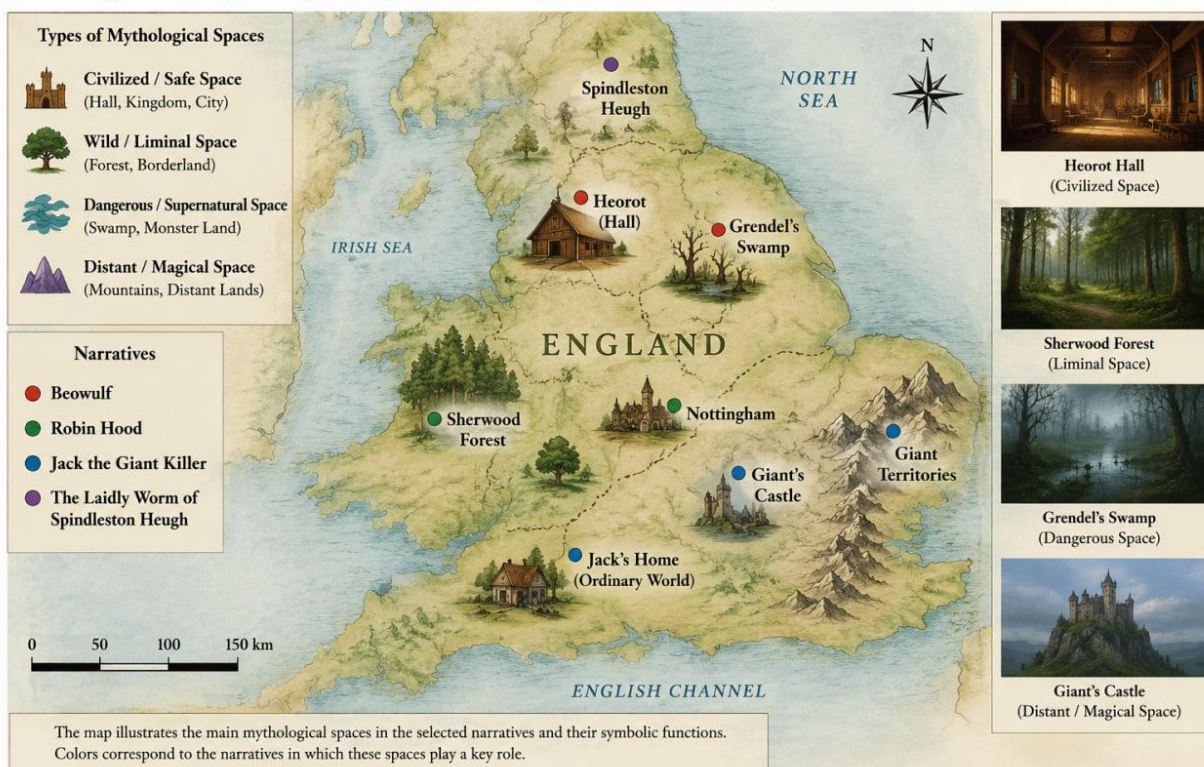 Types of Mythological Spaces
Civilized / Safe Space
(Hall, Kingdom, City)
Wild / Liminal Space
(Forest, Borderland)
Dangerous / Supernatural Space
(Swamp, Monster Land)
Distant / Magical Space
(Mountains, Distant Lands)
Narratives
Beowulf
Robin Hood
Jack the Giant Killer
The Laidly Worm of
Spindleston Heugh
0 50 100 150 km
N
NORTH
SEA
Spindleston
Heugh
Heorot
(Hall)
Grendel's
Swamp
IRISH SEA
ENGLAND
Sherwood
Forest
Nottingham
Giant
Territories
Giant's
Castle
Jack's Home
(Ordinary World)
ENGLISH CHANNEL
Heorot Hall
(Civilized Space)
Sherwood Forest
(Liminal Space)
Grendel's Swamp
(Dangerous Space)
Giant's Castle
(Distant / Magical Space)
The map illustrates the main mythological spaces in the selected narratives and their symbolic functions.
Colors correspond to the narratives in which these spaces play a key role.